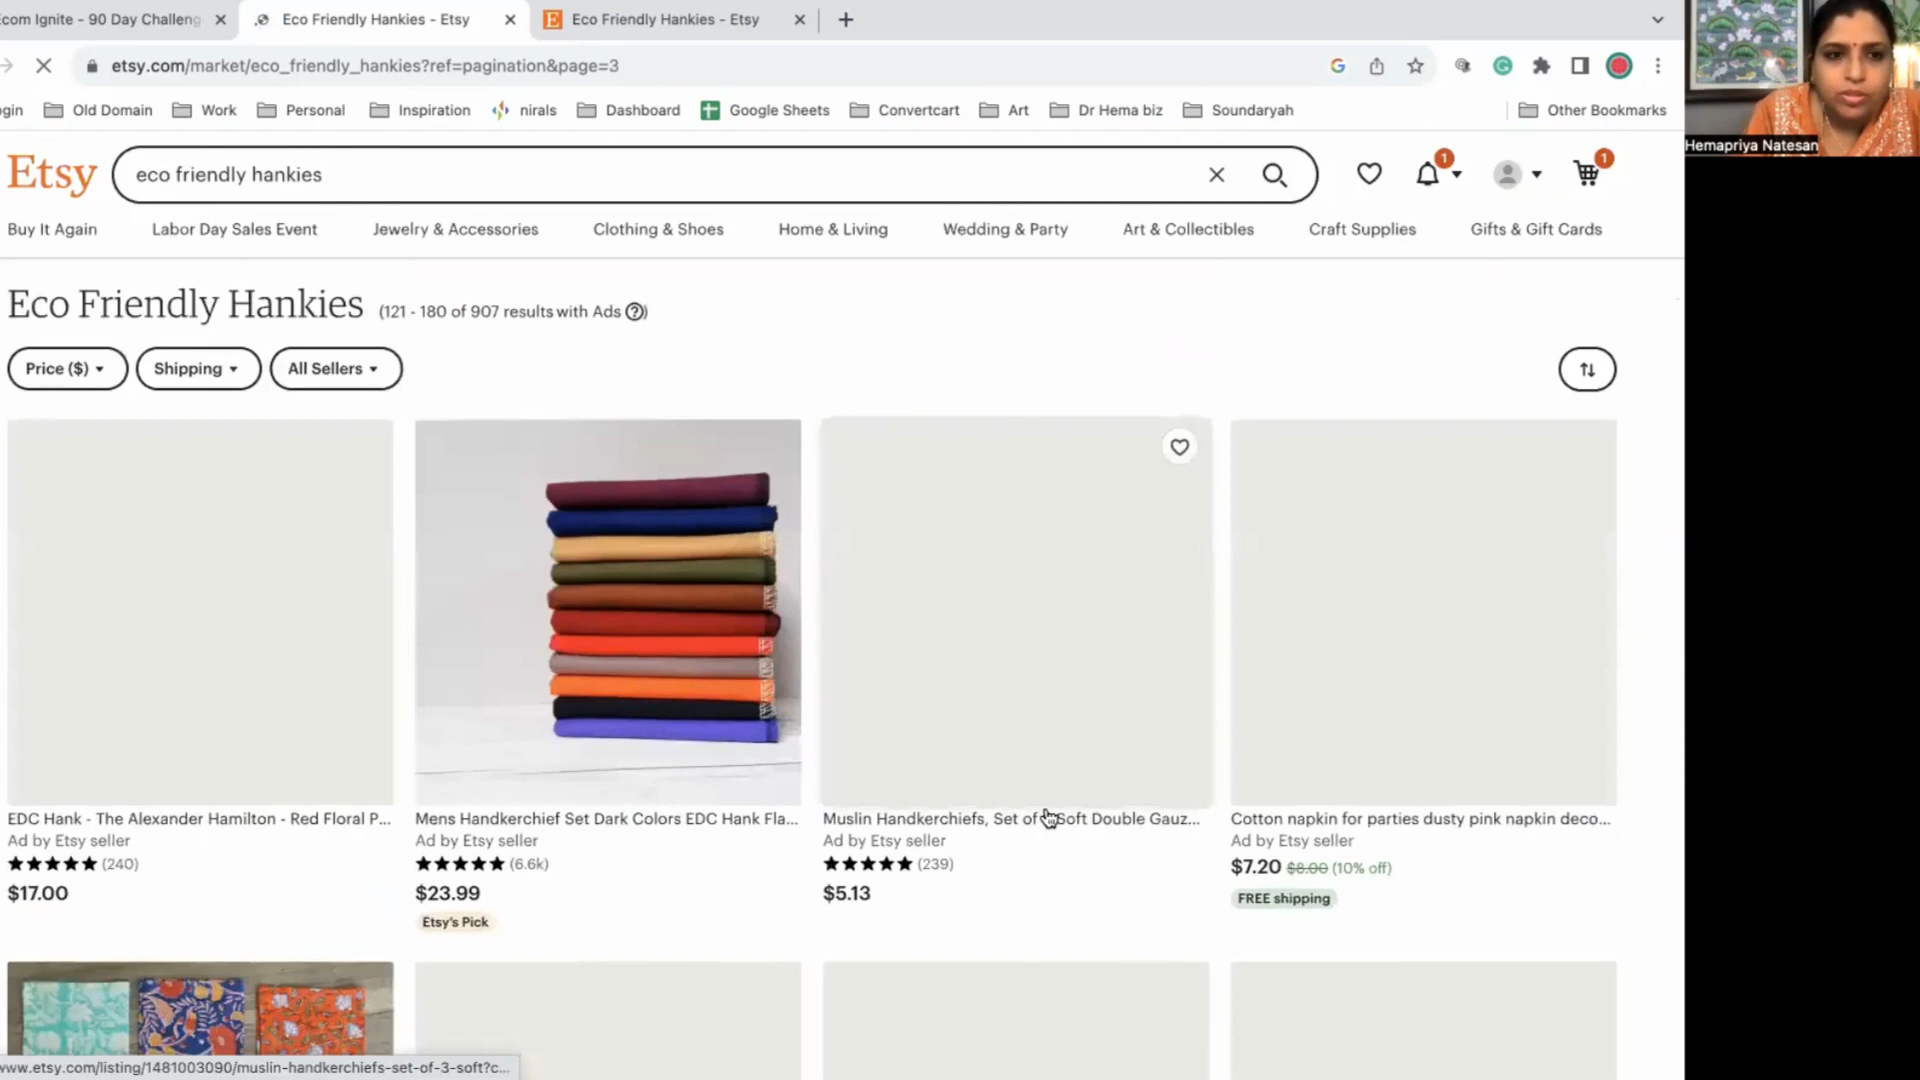 Ecom Ignite - 90 Day Challeng
Eco Friendly Hankies - Etsy
Eco Friendly Hankies - Etsy
etsy.com/market/eco_friendly_hankies?ref=pagination&page=3
ogin
Old Domain
Work
Personal
Inspiration
nirals
Dashboard
Google Sheets
Convertcart
Art
Dr Hema biz
Soundaryah
Other Bookmarks
Hemapriya Natesan
Etsy
eco friendly hankies
1
1
Buy It Again
Labor Day Sales Event
Jewelry & Accessories
Clothing & Shoes
Home & Living
Wedding & Party
Art & Collectibles
Craft Supplies
Gifts & Gift Cards
Eco Friendly Hankies (121 - 180 of 907 results with Ads ?)
Price ($)
Shipping
All Sellers
EDC Hank - The Alexander Hamilton - Red Floral P...
Ad by Etsy seller
★★★★★ (240)
$17.00
Mens Handkerchief Set Dark Colors EDC Hank Fla...
Ad by Etsy seller
★★★★★ (6.6k)
$23.99
Etsy's Pick
Muslin Handkerchiefs, Set of Soft Double Gauz...
Ad by Etsy seller
★★★★★ (239)
$5.13
Cotton napkin for parties dusty pink napkin deco...
Ad by Etsy seller
$7.20 $8.00 (10% off)
FREE shipping
www.etsy.com/listing/1481003090/muslin-handkerchiefs-set-of-3-soft?c...